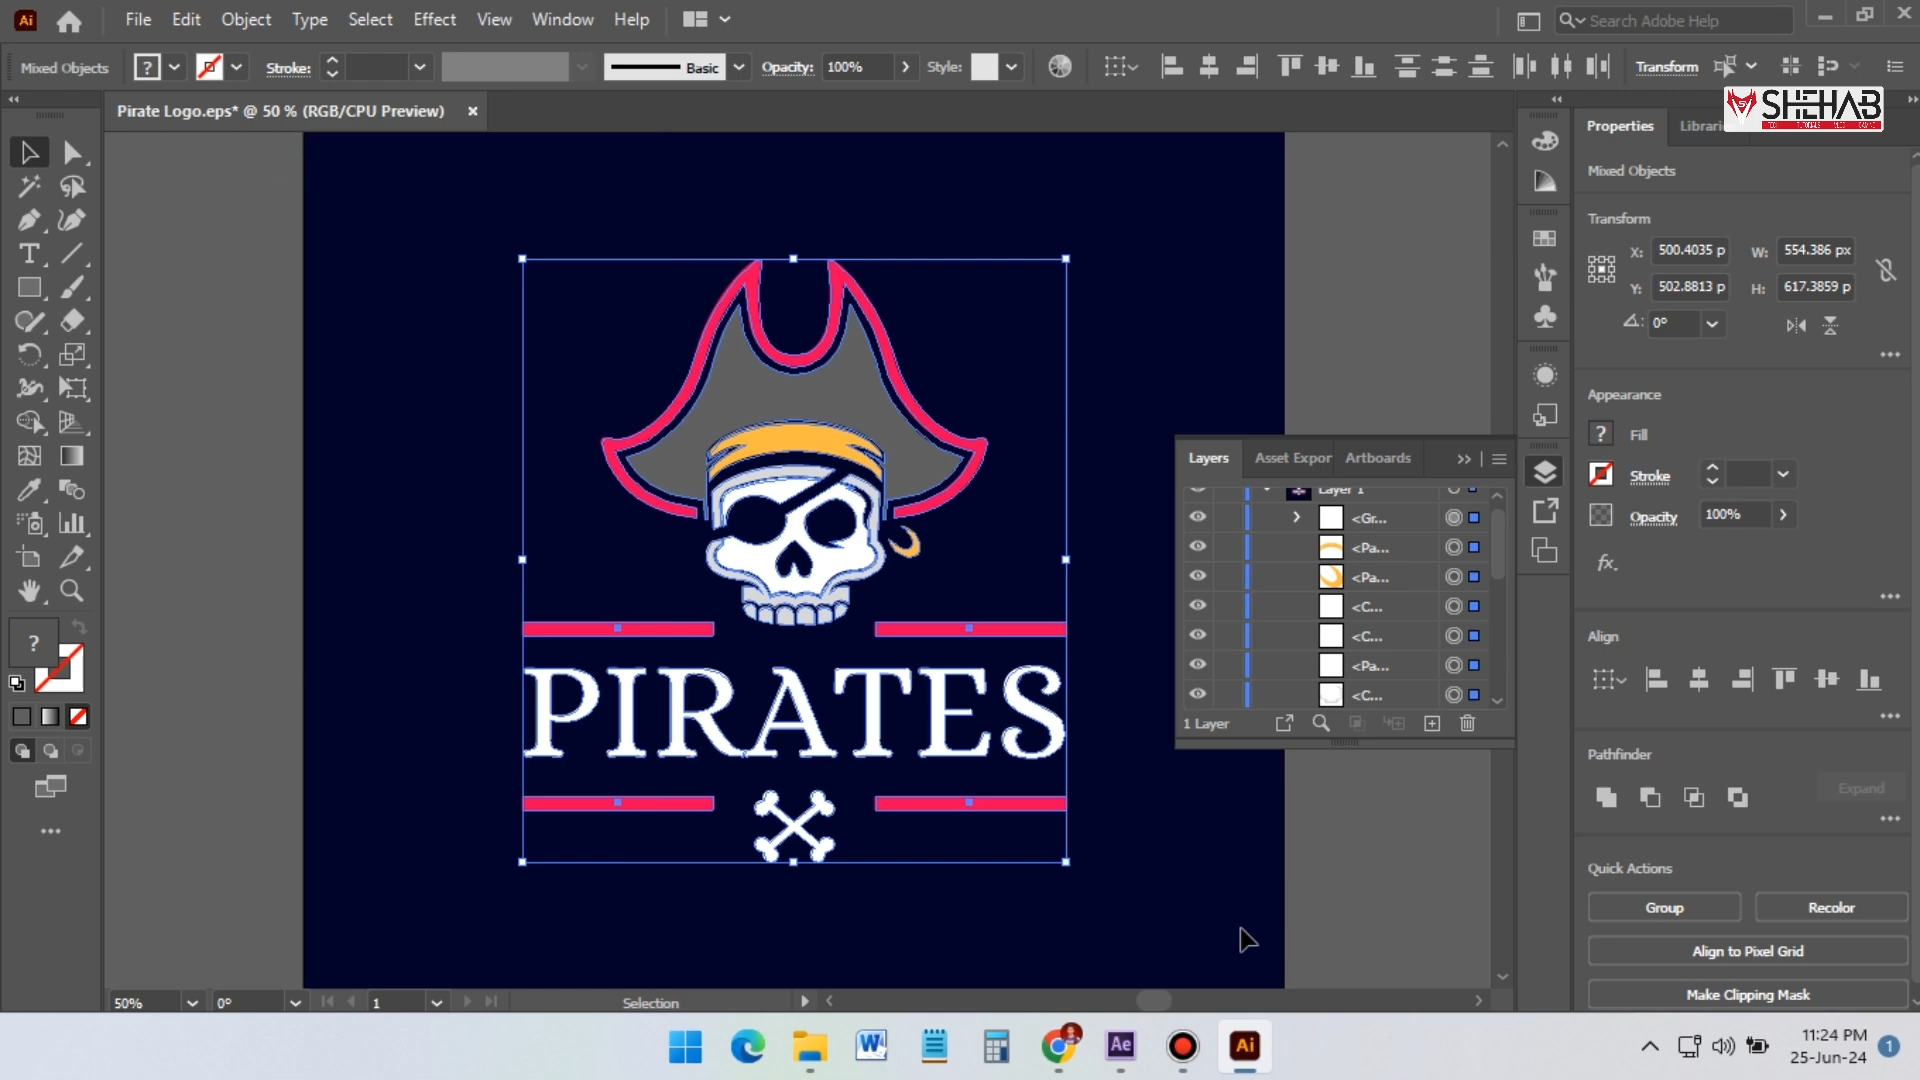 Ai File Edit Object Type Select Effect View Window Help Search Adobe Help
Mixed Objects ? Stroke: Basic Opacity: 100% Style: Transform
Pirate Logo.eps* @ 50 % (RGB/CPU Preview) ×
SHEHAB
Properties
Mixed Objects
Transform
X: 500.4035 p W: 554.386 px
Y: 502.8813 p H: 617.3859 p
0°
Appearance
? Fill
Stroke
Opacity 100%
fx.
Align
Pathfinder
Expand
Quick Actions
Group Recolor
Align to Pixel Grid
Make Clipping Mask
Layers Asset Expor Artboards
Layer 1
<Gr...
<Pa...
<Pa...
<C...
<C...
<Pa...
<C...
1 Layer
PIRATES
?
50% 0° 1 Selection
W Ae Ai
11:24 PM
25-Jun-24
1